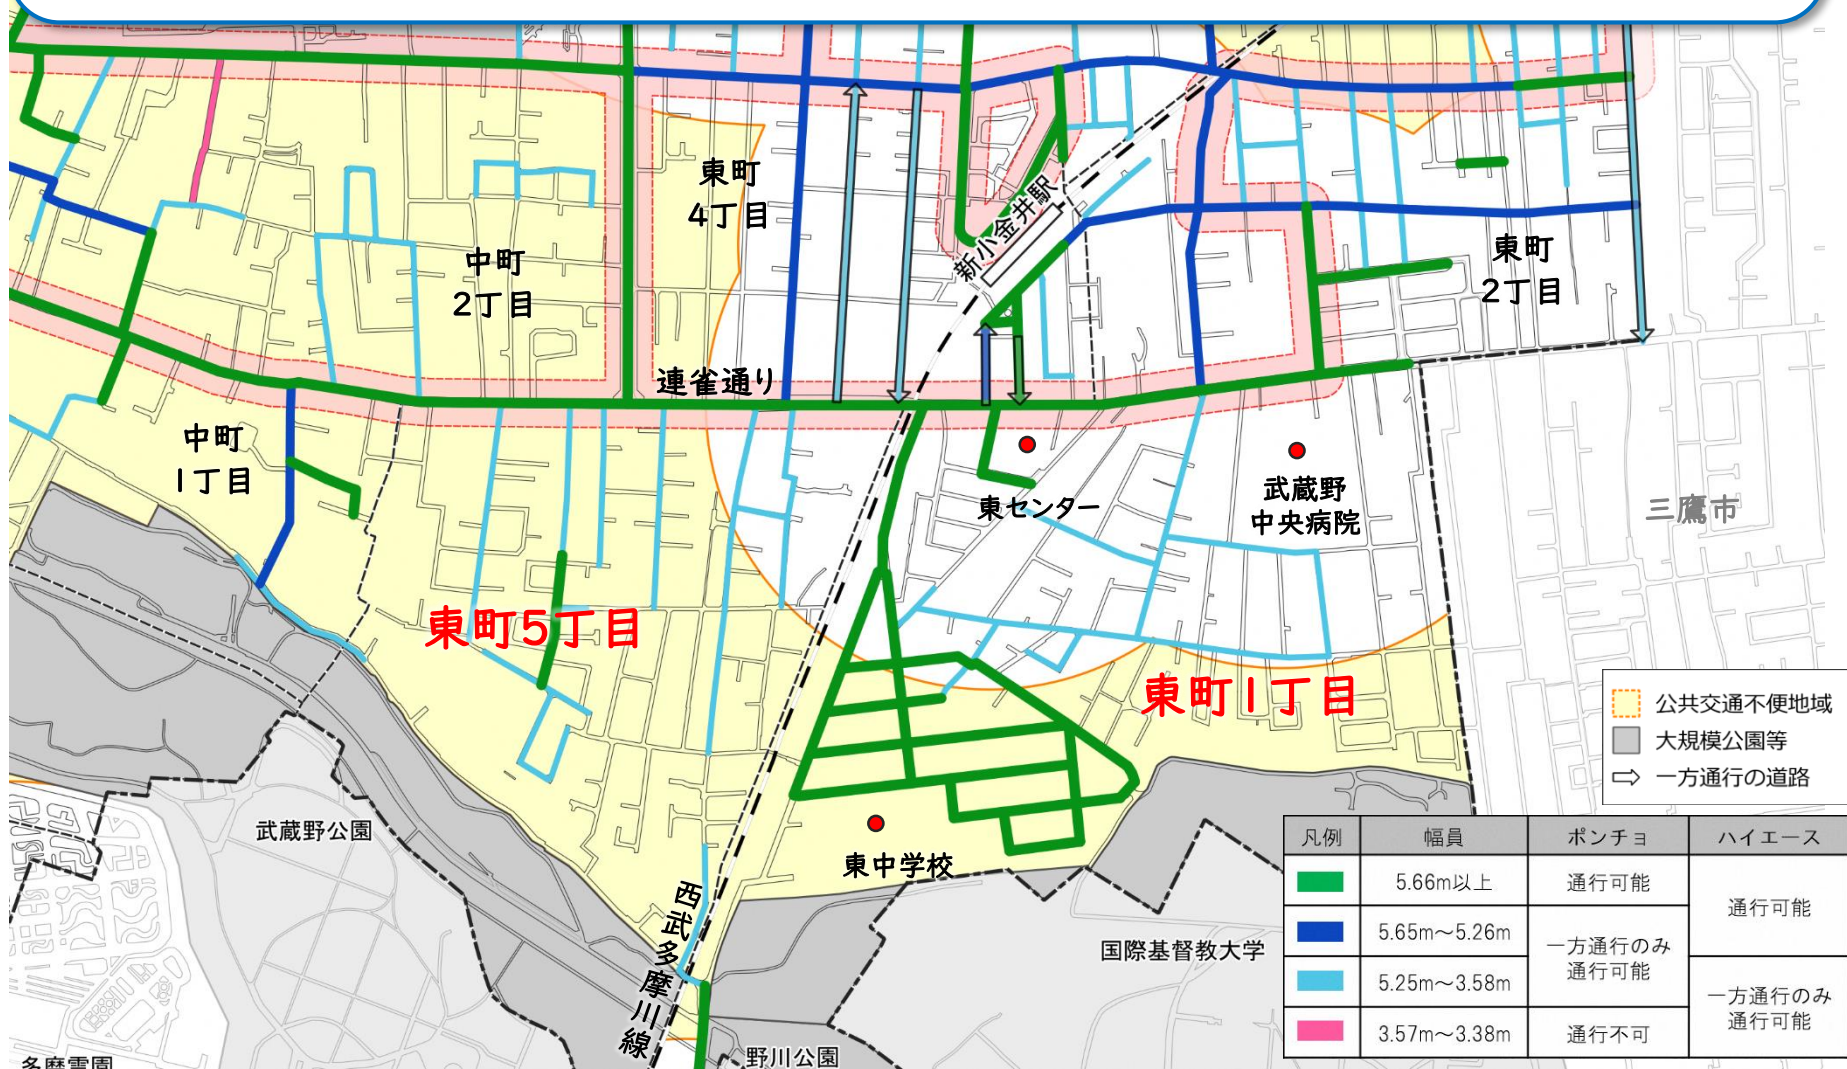 東町
4丁目
新小金井駅
中町
2丁目
東町
2丁目
連雀通り
中町
1丁目
東センター
武蔵野
中央病院
三鷹市
東町5丁目
東町1丁目
公共交通不便地域
大規模公園等
一方通行の道路
武蔵野公園
東中学校
西武多摩川線
国際基督教大学
野川公園
多磨霊園
凡例 幅員 ポンチョ ハイエース
5.66m以上 通行可能 通行可能
5.65m～5.26m 一方通行のみ
通行可能
5.25m～3.58m 一方通行のみ
通行可能
3.57m～3.38m 通行不可